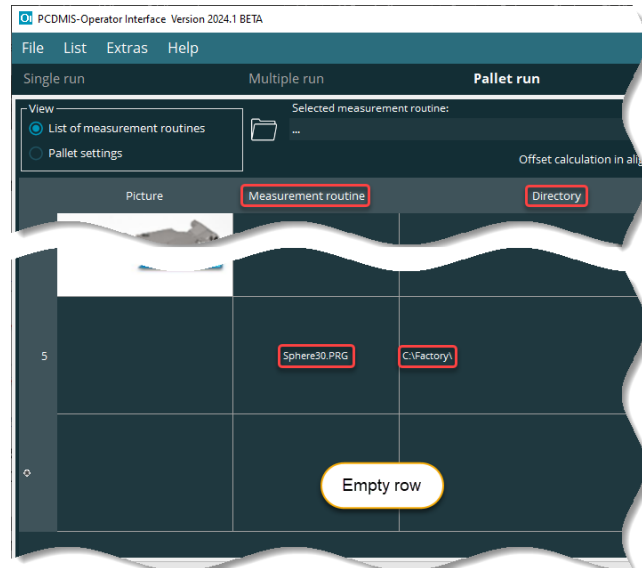 OI PCDMIS-Operator Interface Version 2024.1 BETA
File List Extras Help
Single run Multiple run Pallet run
View
List of measurement routines
Pallet settings
Selected measurement routine:
...
Offset calculation in
Picture Measurement routine Directory
5 Sphere30.PRG C:\Factory\
Empty row